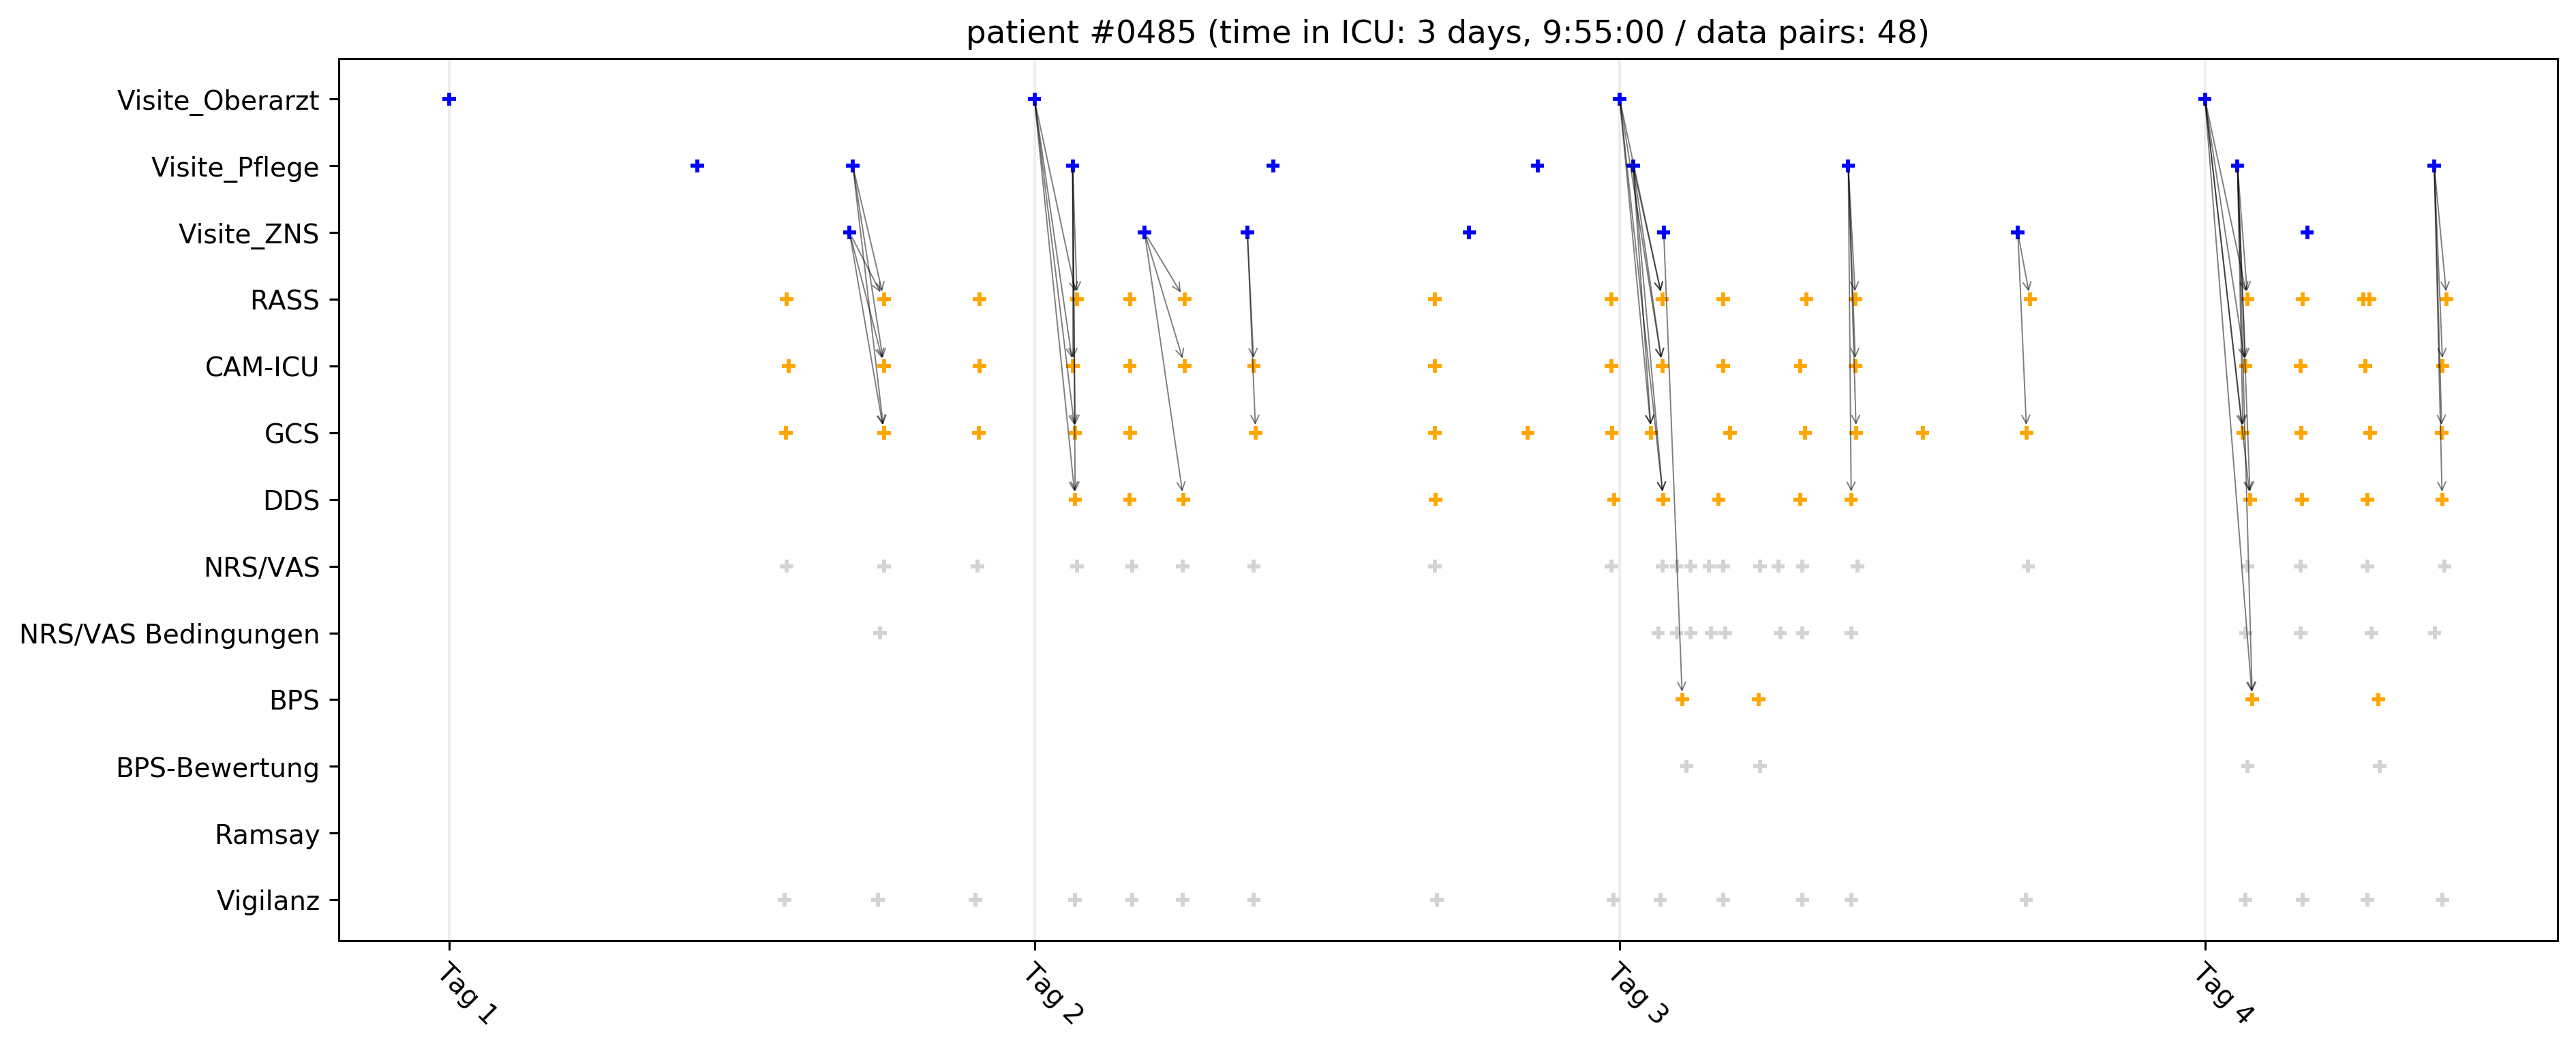 patient #0485 (time in ICU: 3 days, 9:55:00 / data pairs: 48)
Visite_Oberarzt
Visite_Pflege
Visite_ZNS
RASS
CAM-ICU
GCS
DDS
NRS/VAS
NRS/VAS Bedingungen
BPS
BPS-Bewertung
Ramsay
Vigilanz
Tag 1
Tag 2
Tag 3
Tag 4